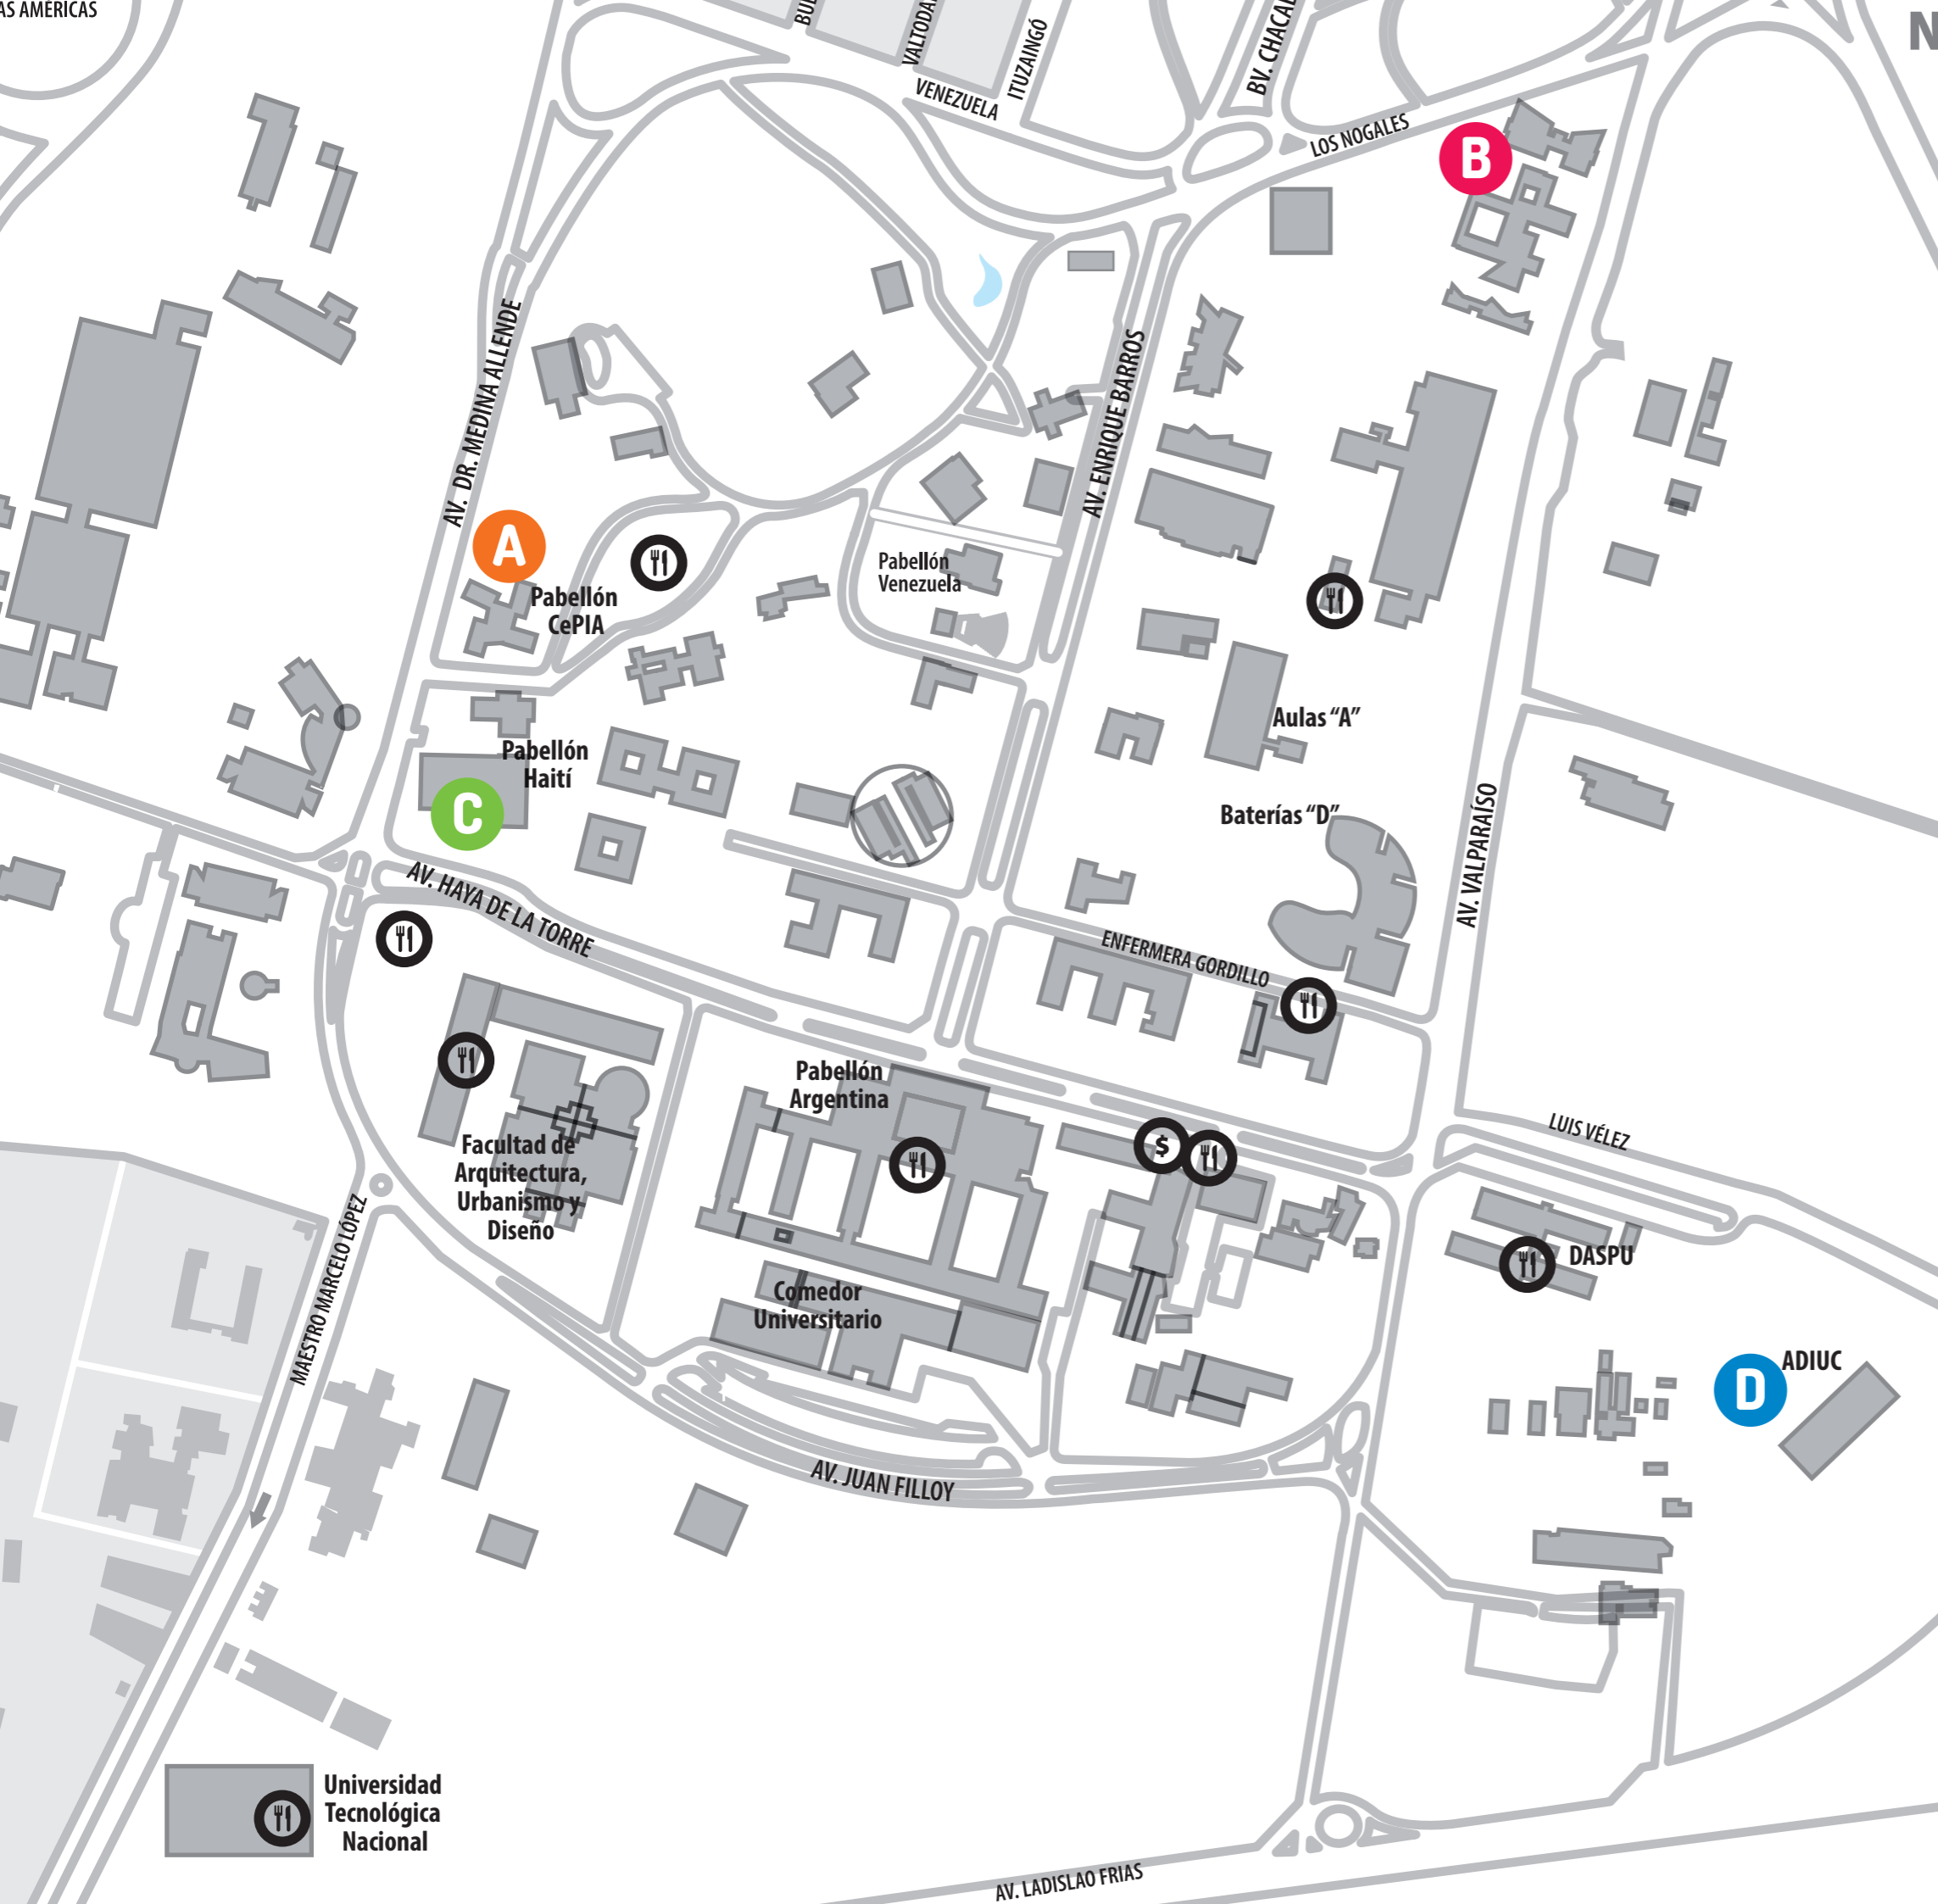 AS AMÉRICAS
BUL
VALTODA
ITUZAINGÓ
VENEZUELA
BV. CHACA
LOS NOGALES
N
B
AV. DR. MEDINA ALLENDE
AV. ENRIQUE BARROS
A
Pabellón
CePIA
Pabellón
Venezuela
Aulas “A”
Pabellón
Haití
C
Baterías “D”
AV. VALPARAÍSO
AV. HAYA DE LA TORRE
ENFERMERA GORDILLO
Pabellón
Argentina
Facultad de
Arquitectura,
Urbanismo y
Diseño
$
LUIS VÉLEZ
MAESTRO MARCELO LÓPEZ
DASPU
Comedor
Universitario
D
ADIUC
AV. JUAN FILLOY
Universidad
Tecnológica
Nacional
AV. LADISLAO FRIAS